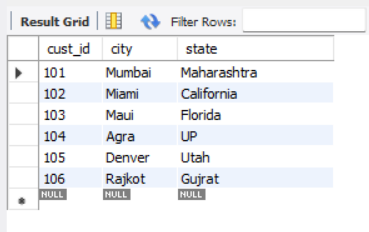 Result Grid Filter Rows:
cust_id city state
101 Mumbai Maharashtra
102 Miami California
103 Maui Florida
104 Agra UP
105 Denver Utah
106 Rajkot Gujrat
NULL NULL NULL